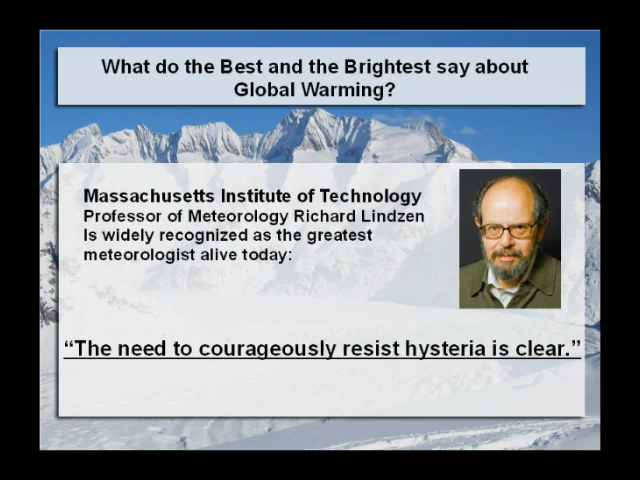 What do the Best and the Brightest say about
Global Warming?
Massachusetts Institute of Technology
Professor of Meteorology Richard Lindzen
Is widely recognized as the greatest
meteorologist alive today:
“The need to courageously resist hysteria is clear.”